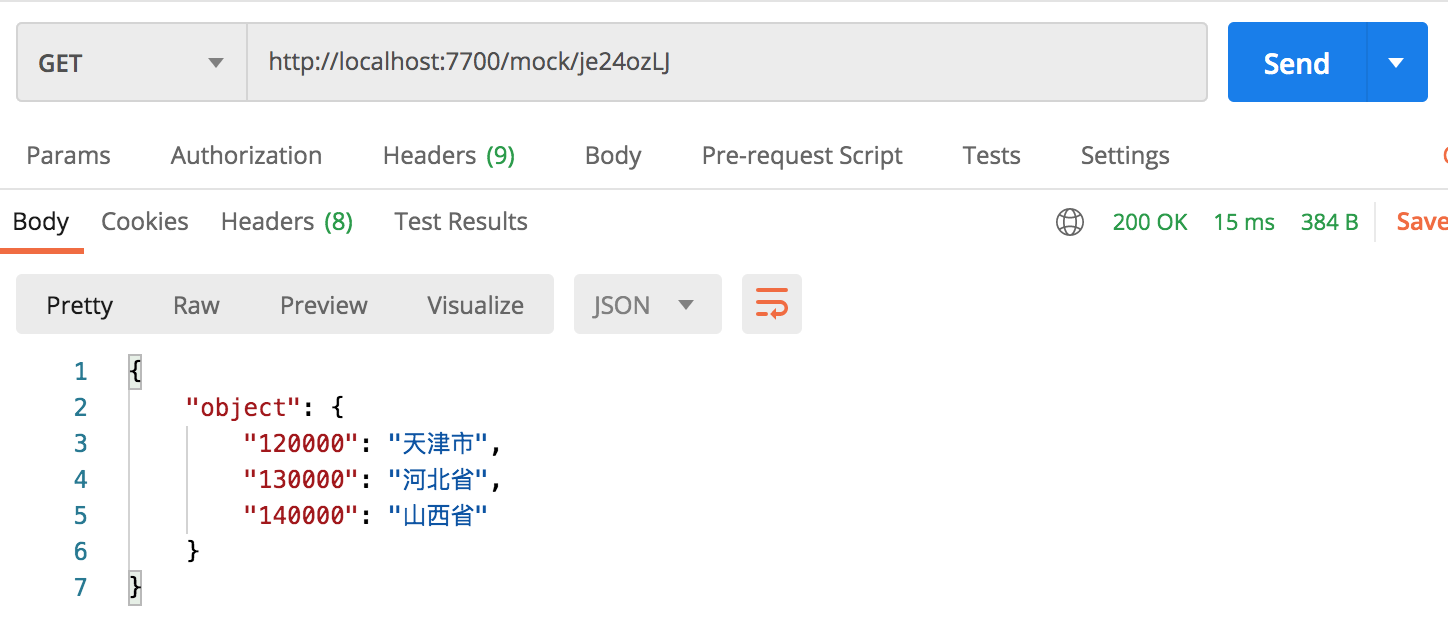 GET http://localhost:7700/mock/je24ozLJ Send
Params Authorization Headers (9) Body Pre-request Script Tests Settings
Body Cookies Headers (8) Test Results 200 OK 15 ms 384 B Save
Pretty Raw Preview Visualize JSON
1 {
2 "object": {
3 "120000": "天津市",
4 "130000": "河北省",
5 "140000": "山西省"
6 }
7 }